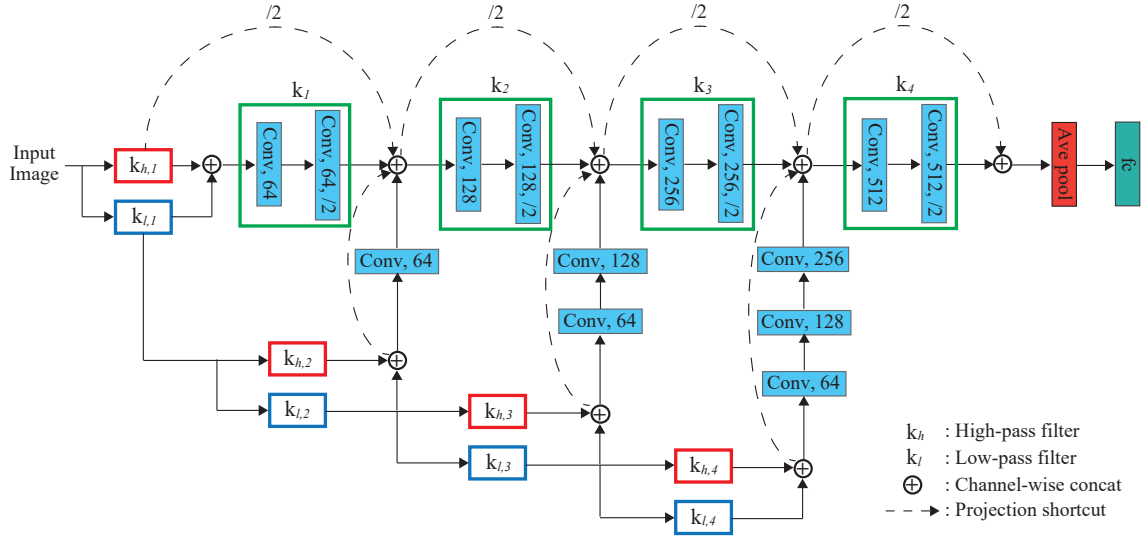 /2
/2
/2
/2
k1
k2
k3
k4
Input
Image
kh,1
kl,1
Conv, 64
Conv, 64, /2
Conv, 128
Conv, 128, /2
Conv, 256
Conv, 256, /2
Conv, 512
Conv, 512, /2
Ave pool
fc
Conv, 64
Conv, 128
Conv, 256
Conv, 64
Conv, 128
Conv, 64
kh,2
kl,2
kh,3
kl,3
kh,4
kl,4
kh : High-pass filter
kl : Low-pass filter
: Channel-wise concat
: Projection shortcut